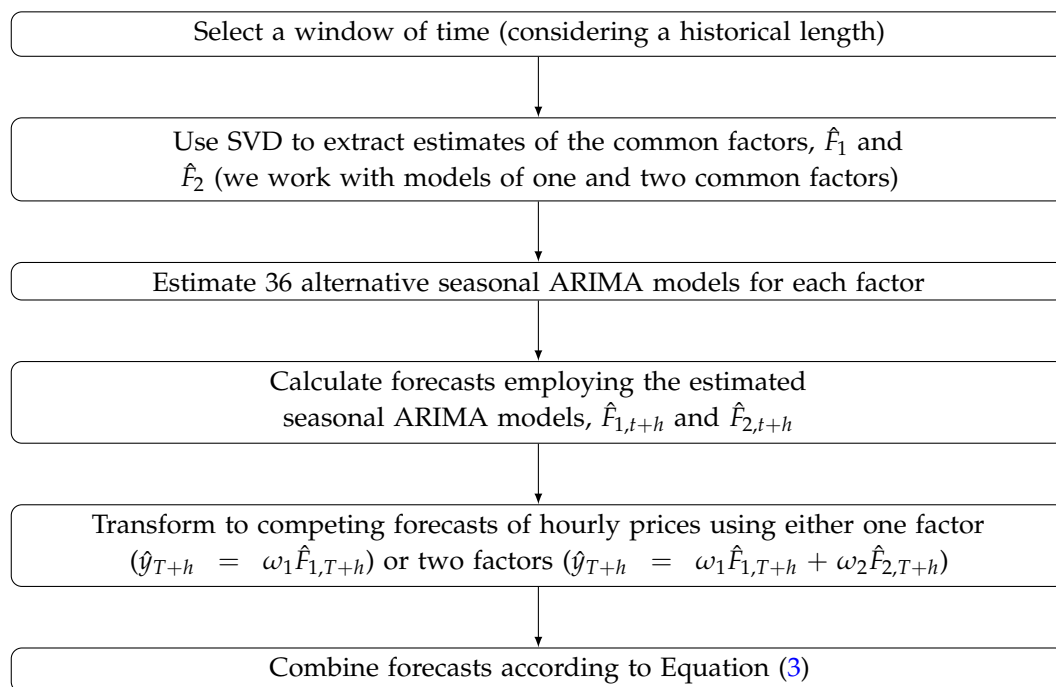 Select a window of time (considering a historical length)
Use SVD to extract estimates of the common factors, F̂₁ and
F̂₂ (we work with models of one and two common factors)
Estimate 36 alternative seasonal ARIMA models for each factor
Calculate forecasts employing the estimated
seasonal ARIMA models, F̂₁,ₜ₊ₕ and F̂₂,ₜ₊ₕ
Transform to competing forecasts of hourly prices using either one factor
(ŷ_{T+h} = ω₁F̂_{1,T+h}) or two factors (ŷ_{T+h} = ω₁F̂_{1,T+h} + ω₂F̂_{2,T+h})
Combine forecasts according to Equation (3)